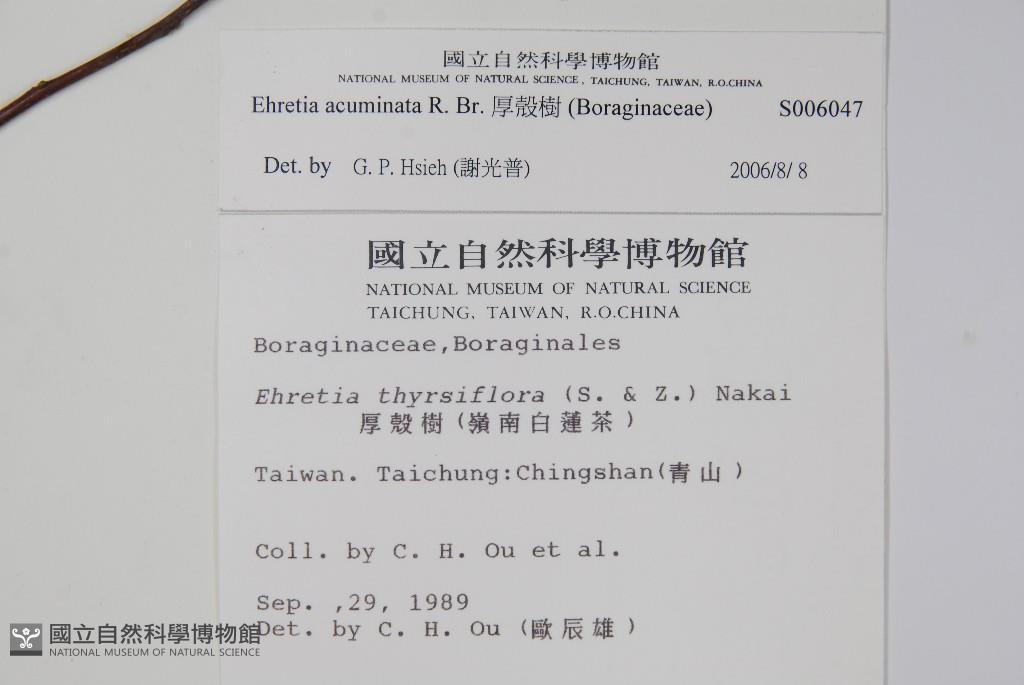 國立自然科學博物館
NATIONAL MUSEUM OF NATURAL SCIENCE, TAICHUNG, TAIWAN, R.O.CHINA
Ehretia acuminata R. Br. 厚殼樹 (Boraginaceae) S006047
Det. by G. P. Hsieh (謝光普) 2006/8/ 8
國立自然科學博物館
NATIONAL MUSEUM OF NATURAL SCIENCE
TAICHUNG, TAIWAN, R.O.CHINA
Boraginaceae,Boraginales
Ehretia thyrsiflora (S. & Z.) Nakai
厚殼樹(嶺南白蓮茶)
Taiwan. Taichung:Chingshan(青山)
Coll. by C. H. Ou et al.
Sep. ,29, 1989
Det. by C. H. Ou (歐辰雄)
國立自然科學博物館
NATIONAL MUSEUM OF NATURAL SCIENCE